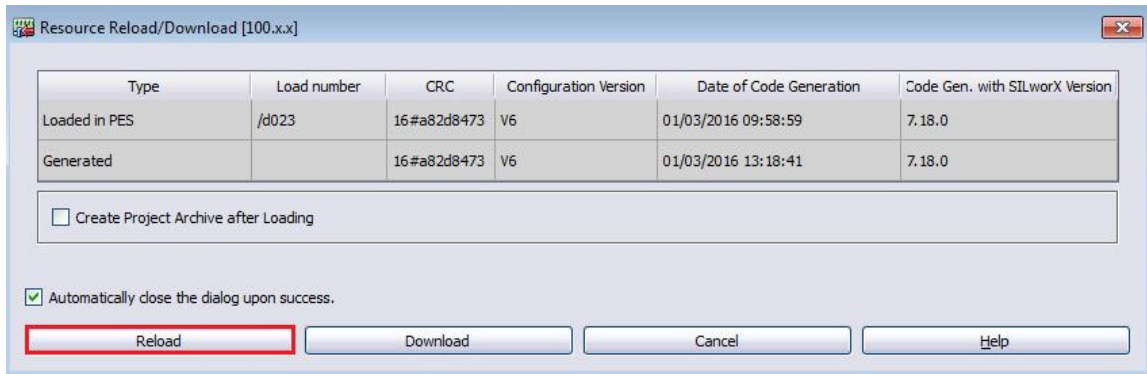 Resource Reload/Download [100.x.x]
Type Load number CRC Configuration Version Date of Code Generation Code Gen. with SILworX Version
Loaded in PES /d023 16#a82d8473 V6 01/03/2016 09:58:59 7.18.0
Generated 16#a82d8473 V6 01/03/2016 13:18:41 7.18.0
Create Project Archive after Loading
Automatically close the dialog upon success.
Reload Download Cancel Help